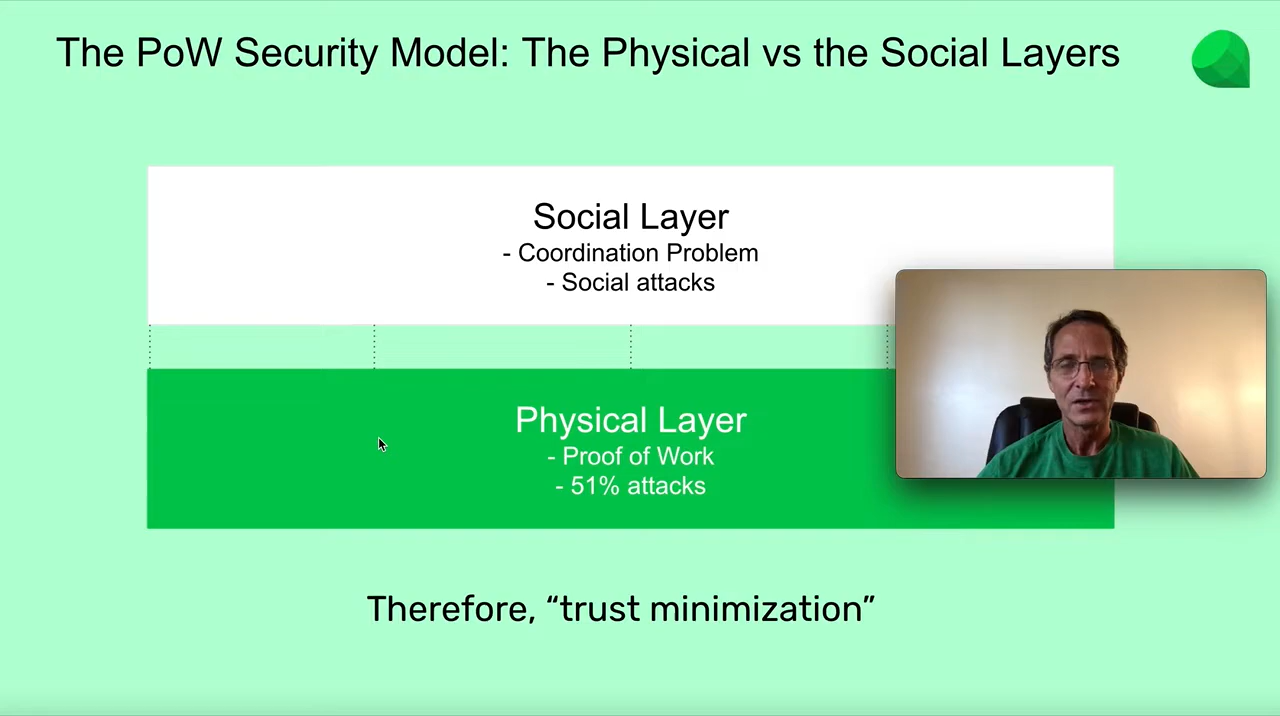 The PoW Security Model: The Physical vs the Social Layers
Social Layer
- Coordination Problem
- Social attacks
Physical Layer
- Proof of Work
- 51% attacks
Therefore, “trust minimization”